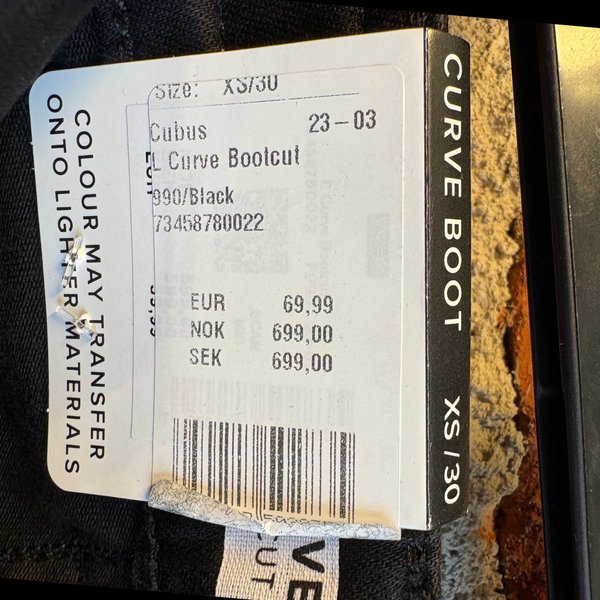 Size: XS/30
Cubus 23-03
L Curve Bootcut
990/Black
73458780022
EUR 69,99
NOK 699,00
SEK 699,00
COLOUR MAY TRANSFER
ONTO LIGHTER MATERIALS
CURVE BOOT XS/30